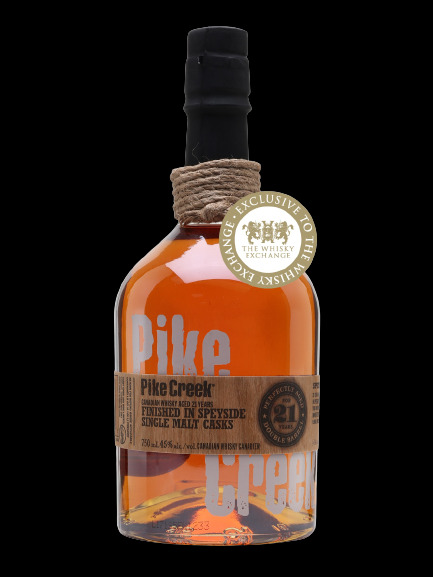 EXCLUSIVE TO THE WHISKY EXCHANGE
THE WHISKY
EXCHANGE
Pike
Pike Creek
CANADIAN WHISKY AGED 21 YEARS
FINISHED IN SPEYSIDE
SINGLE MALT CASKS
750 mL 45% alc./vol. CANADIAN WHISKY CANADIEN
21
YEARS
DOUBLE BARREL
Creek